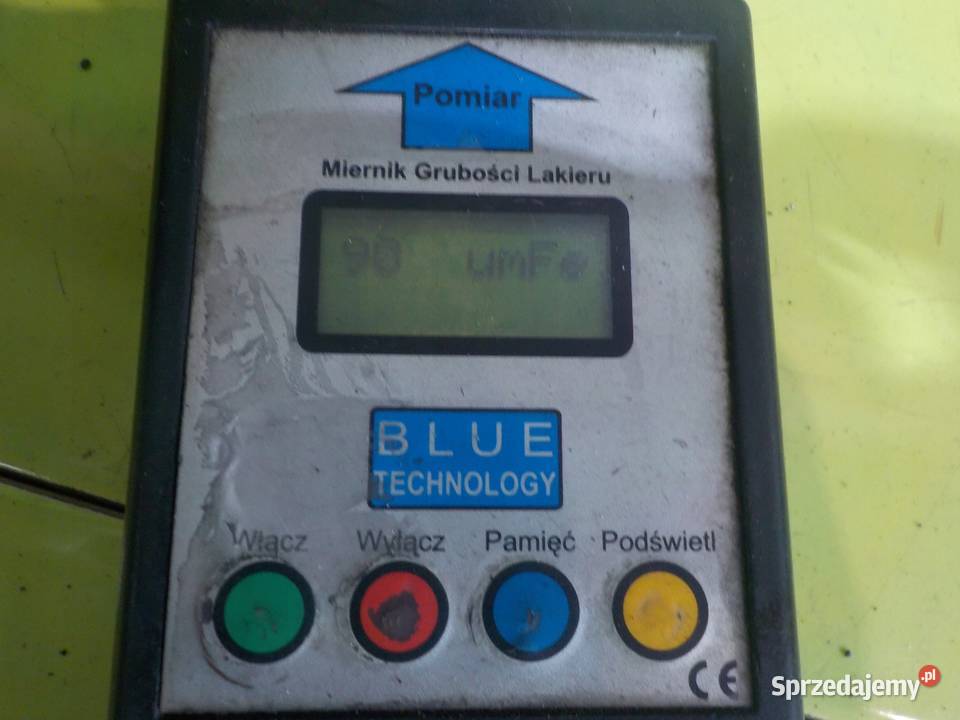 Pomiar
Miernik Grubości Lakieru
90 umFe
BLUE
TECHNOLOGY
Włącz Wyłącz Pamięć Podświetl
CE
Sprzedajemy.pl